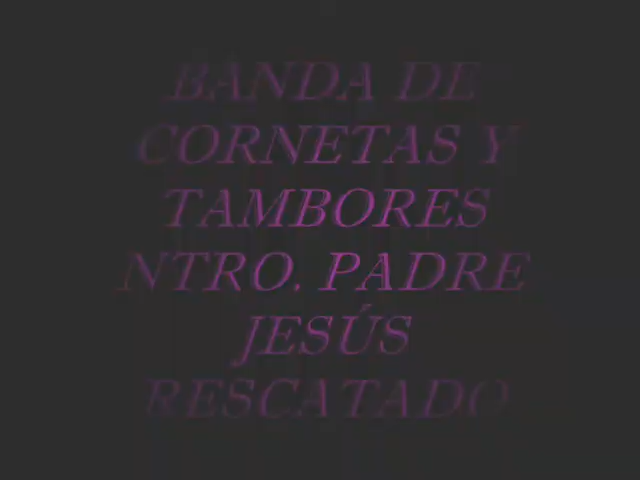 BANDA DE
CORNETAS Y
TAMBORES
NTRO. PADRE
JESÚS
RESCATADO